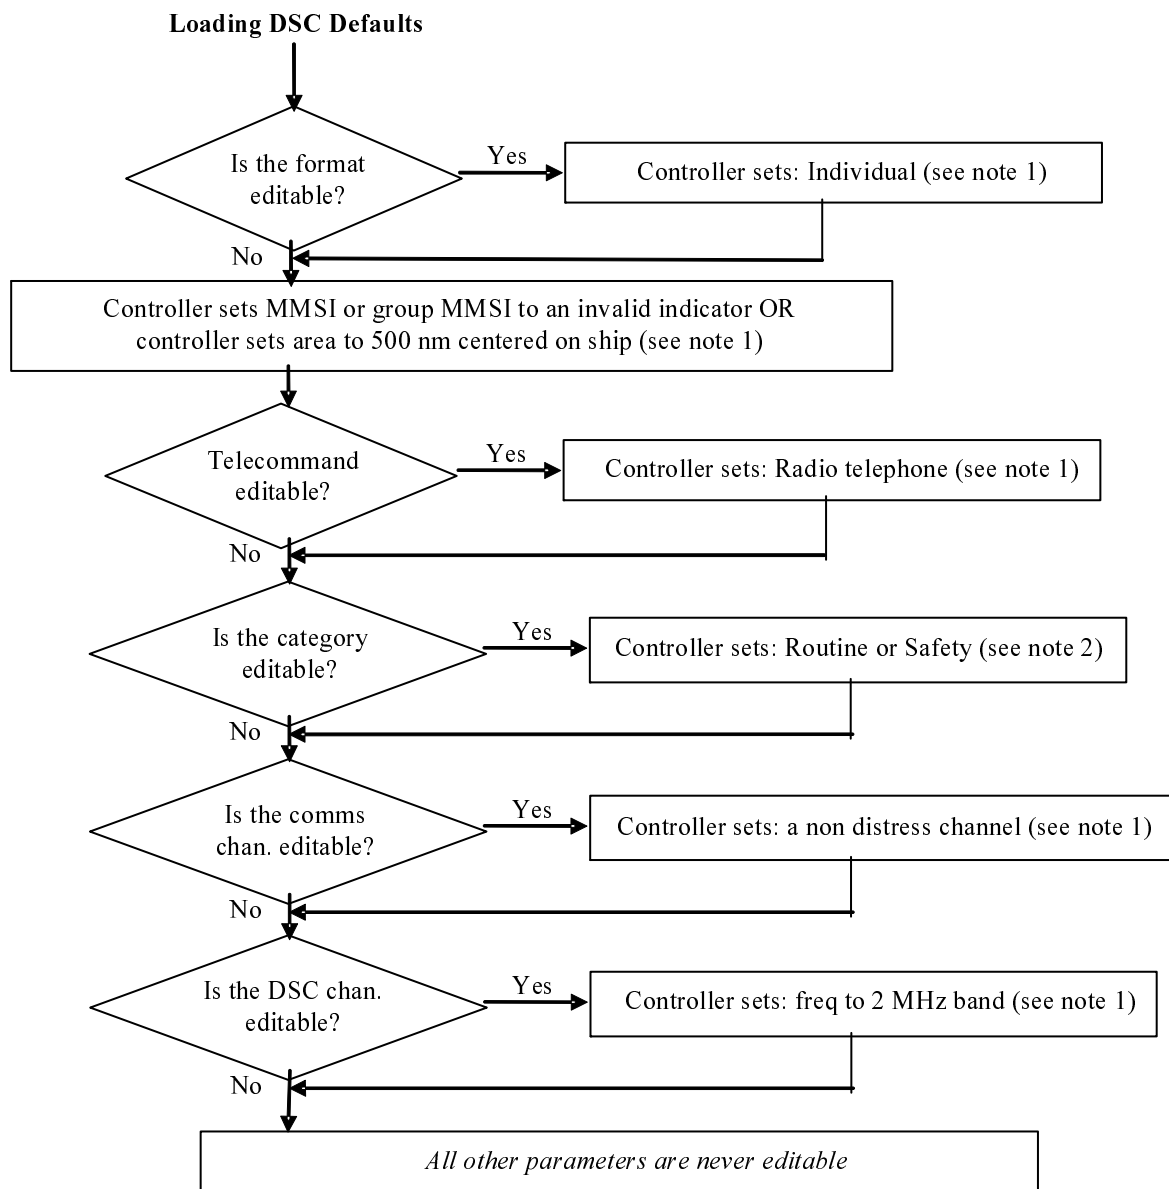 Loading DSC Defaults
Is the format
editable?
Yes
Controller sets: Individual (see note 1)
No
Controller sets MMSI or group MMSI to an invalid indicator OR
controller sets area to 500 nm centered on ship (see note 1)
Telecommand
editable?
Yes
Controller sets: Radio telephone (see note 1)
No
Is the category
editable?
Yes
Controller sets: Routine or Safety (see note 2)
No
Is the comms
chan. editable?
Yes
Controller sets: a non distress channel (see note 1)
No
Is the DSC chan.
editable?
Yes
Controller sets: freq to 2 MHz band (see note 1)
No
All other parameters are never editable